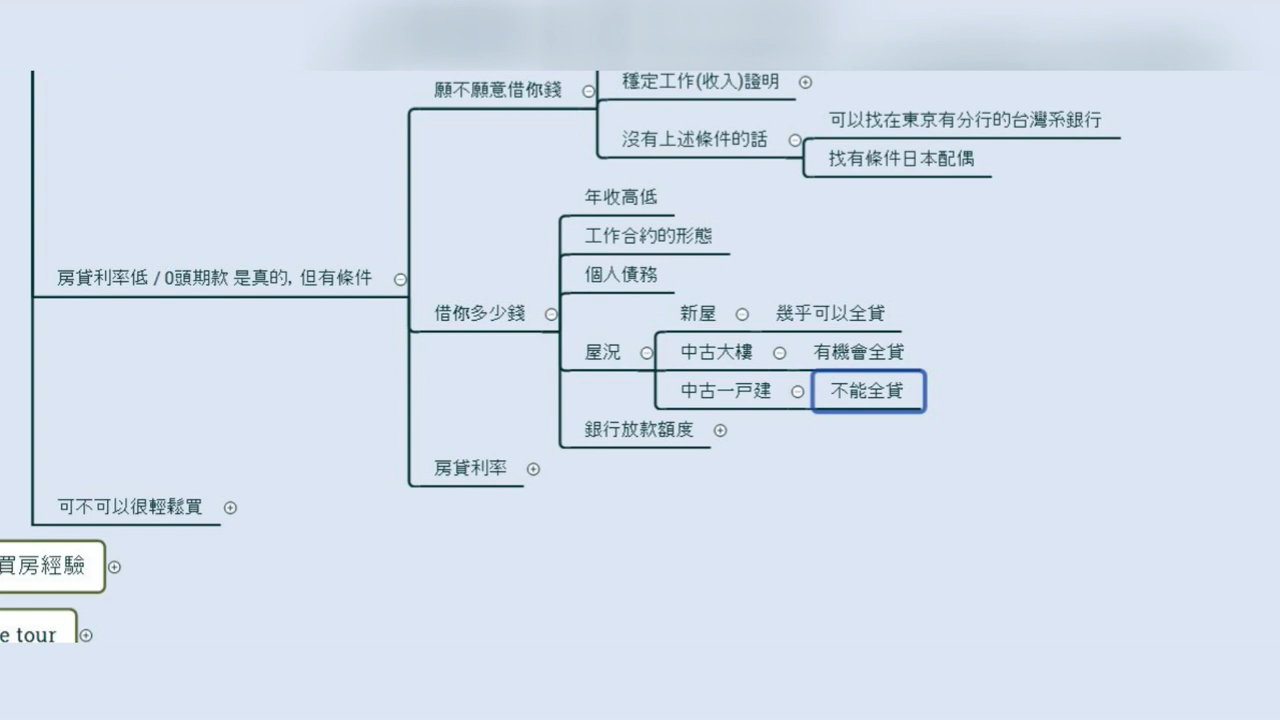 願不願意借你錢
穩定工作(收入)證明
沒有上述條件的話
可以找在東京有分行的台灣系銀行
找有條件日本配偶
房貸利率低 / 0頭期款 是真的, 但有條件
借你多少錢
年收高低
工作合約的形態
個人債務
屋況
新屋
幾乎可以全貸
中古大樓
有機會全貸
中古一戸建
不能全貸
銀行放款額度
房貸利率
可不可以很輕鬆買
買房經驗
e tour